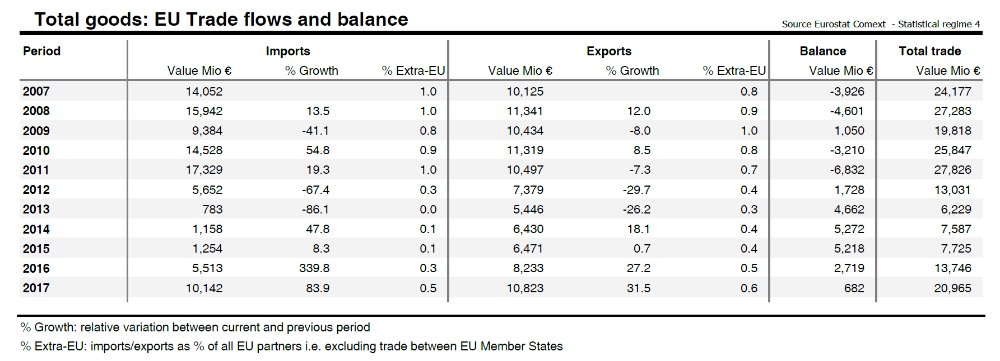 Total goods: EU Trade flows and balance
Source Eurostat Comext - Statistical regime 4
Period Imports Exports Balance Total trade
Value Mio € % Growth % Extra-EU Value Mio € % Growth % Extra-EU Value Mio € Value Mio €
2007 14,052 1.0 10,125 0.8 -3,926 24,177
2008 15,942 13.5 1.0 11,341 12.0 0.9 -4,601 27,283
2009 9,384 -41.1 0.8 10,434 -8.0 1.0 1,050 19,818
2010 14,528 54.8 0.9 11,319 8.5 0.8 -3,210 25,847
2011 17,329 19.3 1.0 10,497 -7.3 0.7 -6,832 27,826
2012 5,652 -67.4 0.3 7,379 -29.7 0.4 1,728 13,031
2013 783 -86.1 0.0 5,446 -26.2 0.3 4,662 6,229
2014 1,158 47.8 0.1 6,430 18.1 0.4 5,272 7,587
2015 1,254 8.3 0.1 6,471 0.7 0.4 5,218 7,725
2016 5,513 339.8 0.3 8,233 27.2 0.5 2,719 13,746
2017 10,142 83.9 0.5 10,823 31.5 0.6 682 20,965
% Growth: relative variation between current and previous period
% Extra-EU: imports/exports as % of all EU partners i.e. excluding trade between EU Member States